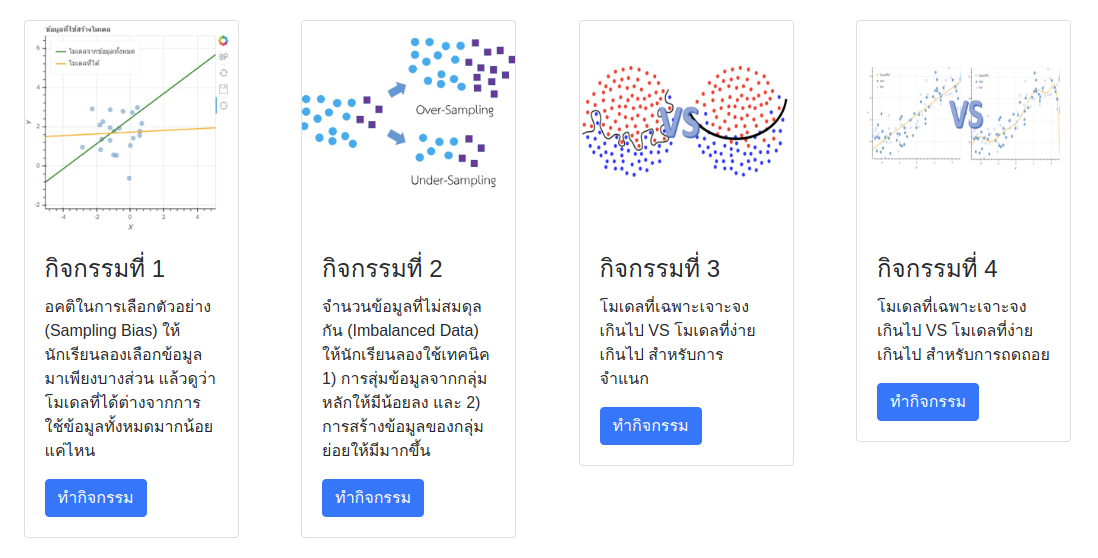 ข้อมูลที่ใช้สร้างโมเดล
โมเดลจากข้อมูลทั้งหมด
โมเดลที่ได้
6
4
2
0
-2
Y
-4
-2
0
2
4
X
กิจกรรมที่ 1
อคติในการเลือกตัวอย่าง
(Sampling Bias) ให้
นักเรียนลองเลือกข้อมูล
มาเพียงบางส่วน แล้วดูว่า
โมเดลที่ได้ต่างจากการ
ใช้ข้อมูลทั้งหมดมากน้อย
แค่ไหน
ทำกิจกรรม
Over-Sampling
Under-Sampling
กิจกรรมที่ 2
จำนวนข้อมูลที่ไม่สมดุล
กัน (Imbalanced Data)
ให้นักเรียนลองใช้เทคนิค
1) การสุ่มข้อมูลจากกลุ่ม
หลักให้มีน้อยลง และ 2)
การสร้างข้อมูลของกลุ่ม
ย่อยให้มีมากขึ้น
ทำกิจกรรม
VS
กิจกรรมที่ 3
โมเดลที่เฉพาะเจาะจง
เกินไป VS โมเดลที่ง่าย
เกินไป สำหรับการ
จำแนก
ทำกิจกรรม
VS
กิจกรรมที่ 4
โมเดลที่เฉพาะเจาะจง
เกินไป VS โมเดลที่ง่าย
เกินไป สำหรับการถดถอย
ทำกิจกรรม